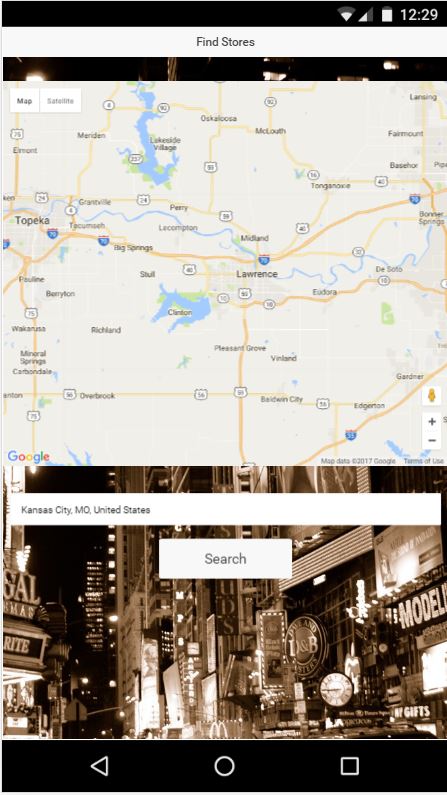 12:29
Find Stores
Map Satellite
Lansing
Oskaloosa
McLouth
Meriden
Lakeside
Village
Fairmount
Elmont
Basehor
Tonganoxie
Grantville
Perry
Topeka
Tecumseh
Lecompton
Bonner
Springs
Midland
Big Springs
Stull
Lawrence
De Soto
Pauline
Berryton
Eudora
Clinton
Wakarusa
Richland
Pleasant Grove
Mineral
Springs
Vinland
Carbondale
Gardner
Overbrook
Baldwin City
Edgerton
Google
Map data ©2017 Google Terms of Use
Kansas City, MO, United States
Search
D&B
MODEL
GIFTS